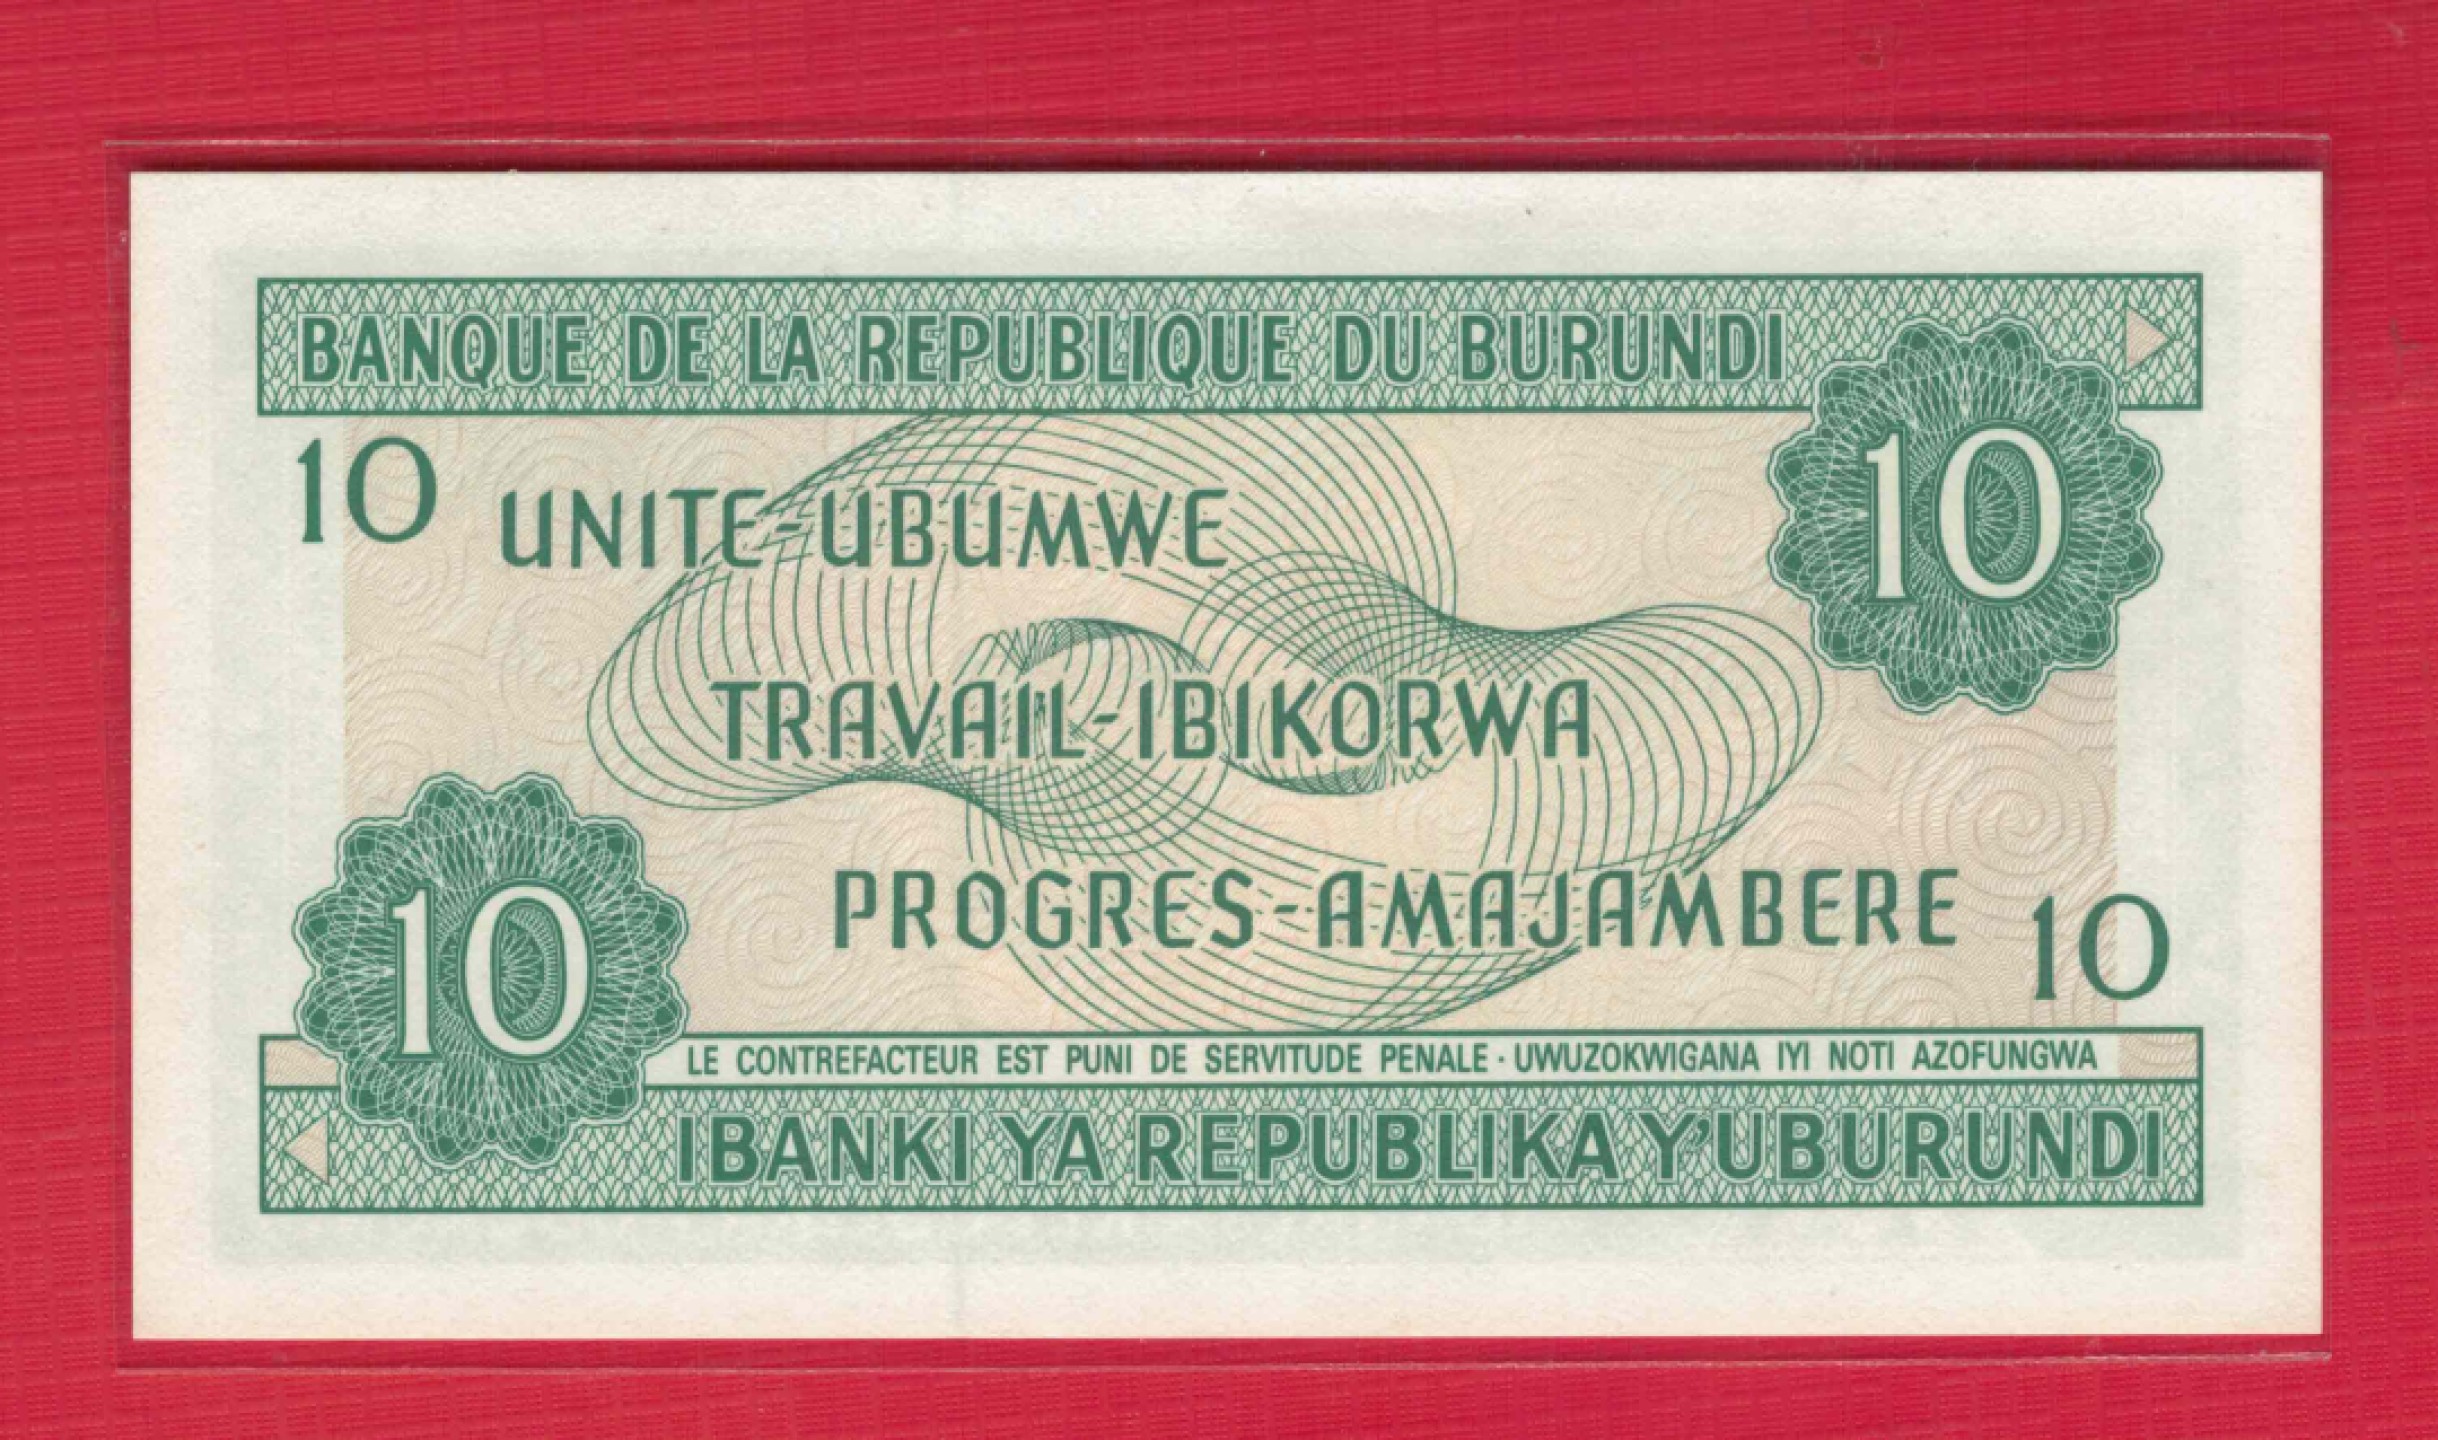 BANQUE DE LA REPUBLIQUE DU BURUNDI
10
10
UNITE-UBUMWE
TRAVAIL-IBIKORWA
PROGRES-AMAJAMBERE
10
10
LE CONTREFACTEUR EST PUNI DE SERVITUDE PENALE · UWUZOKWIGANA IYI NOTI AZOFUNGWA
IBANKI YA REPUBLIKA Y'UBURUNDI